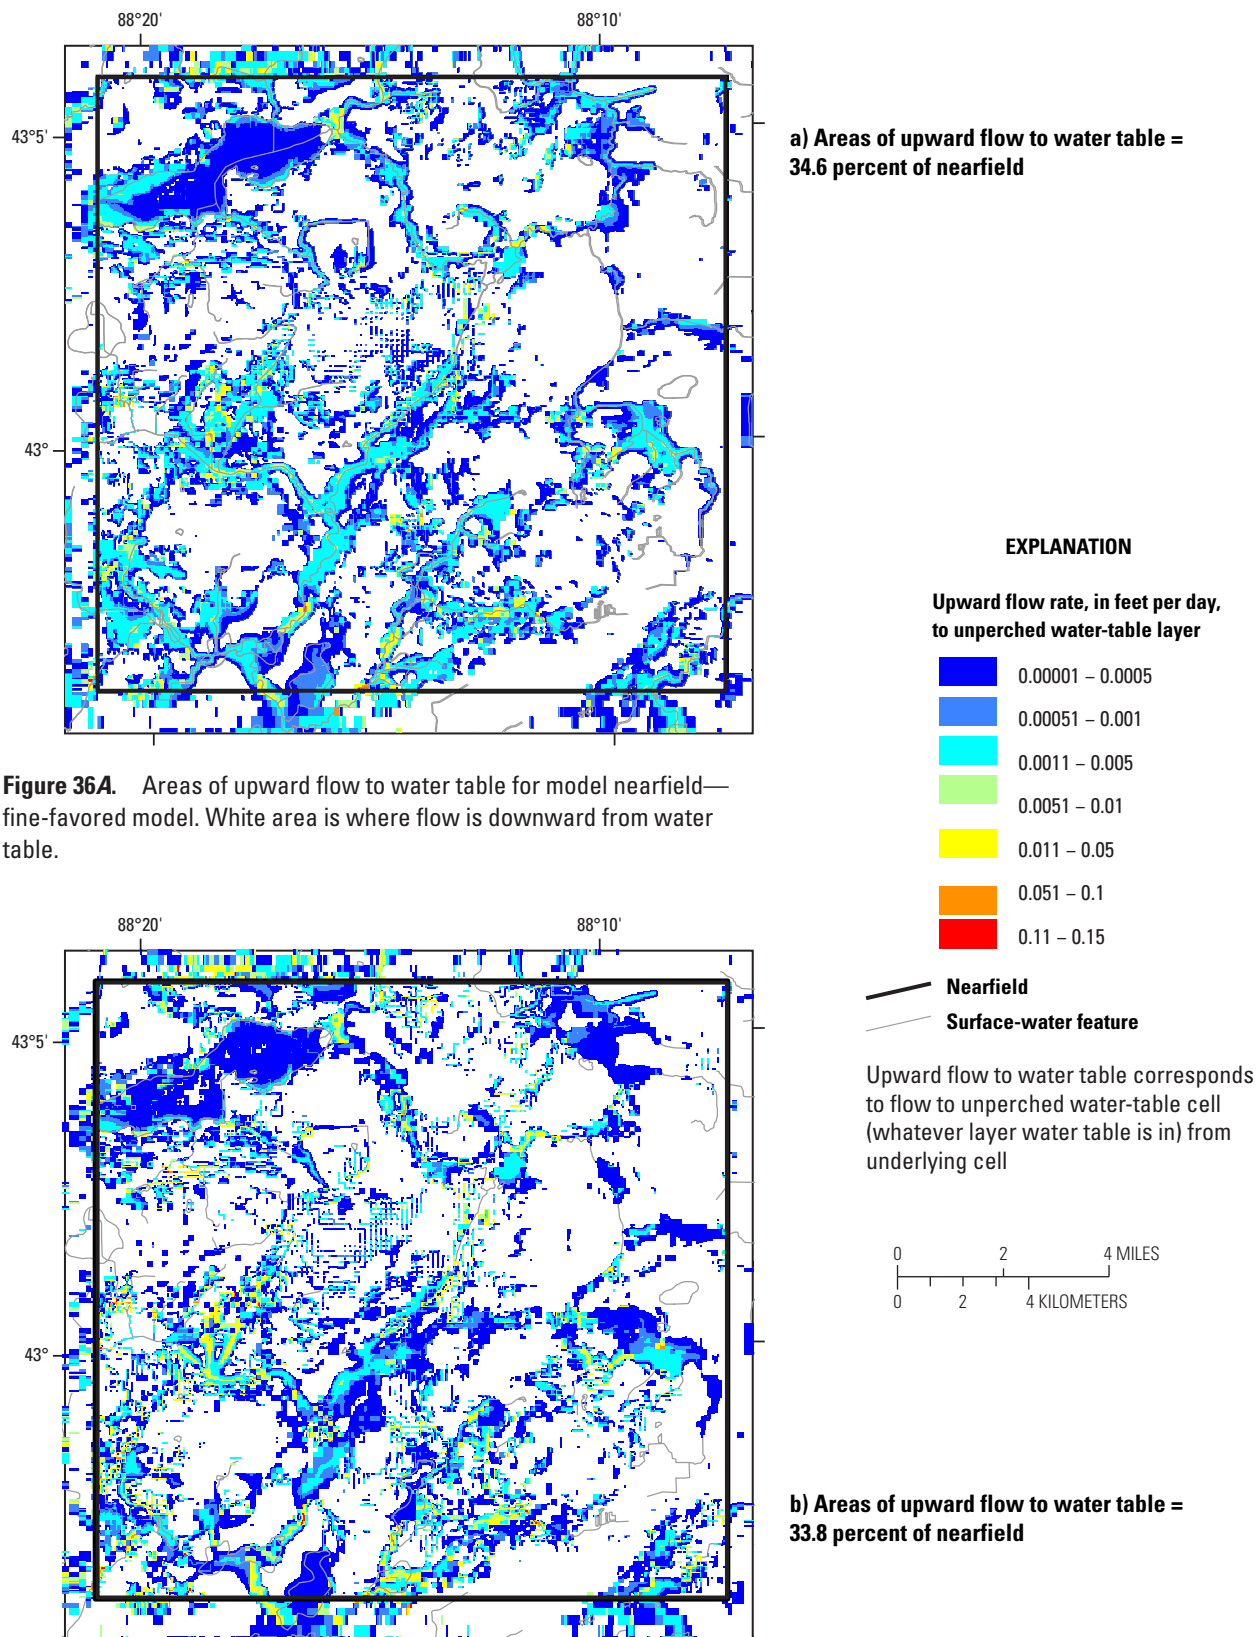 88°20'
88°10'
43°5'
43°
a) Areas of upward flow to water table =
34.6 percent of nearfield
EXPLANATION
Upward flow rate, in feet per day,
to unperched water-table layer
0.00001 – 0.0005
0.00051 – 0.001
0.0011 – 0.005
0.0051 – 0.01
0.011 – 0.05
0.051 – 0.1
0.11 – 0.15
Nearfield
Surface-water feature
Upward flow to water table corresponds
to flow to unperched water-table cell
(whatever layer water table is in) from
underlying cell
0 2 4 MILES
0 2 4 KILOMETERS
Figure 36A. Areas of upward flow to water table for model nearfield—
fine-favored model. White area is where flow is downward from water
table.
88°20'
88°10'
43°5'
43°
b) Areas of upward flow to water table =
33.8 percent of nearfield